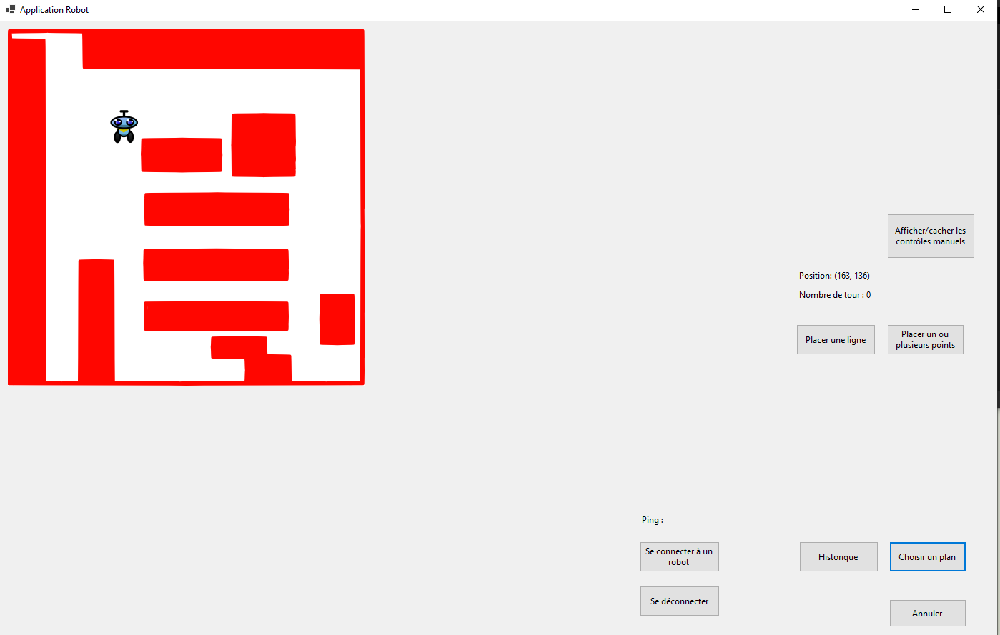 Application Robot
Afficher/cacher les
contrôles manuels
Position: (163, 136)
Nombre de tour : 0
Placer une ligne
Placer un ou
plusieurs points
Ping :
Se connecter à un
robot
Historique
Choisir un plan
Se déconnecter
Annuler